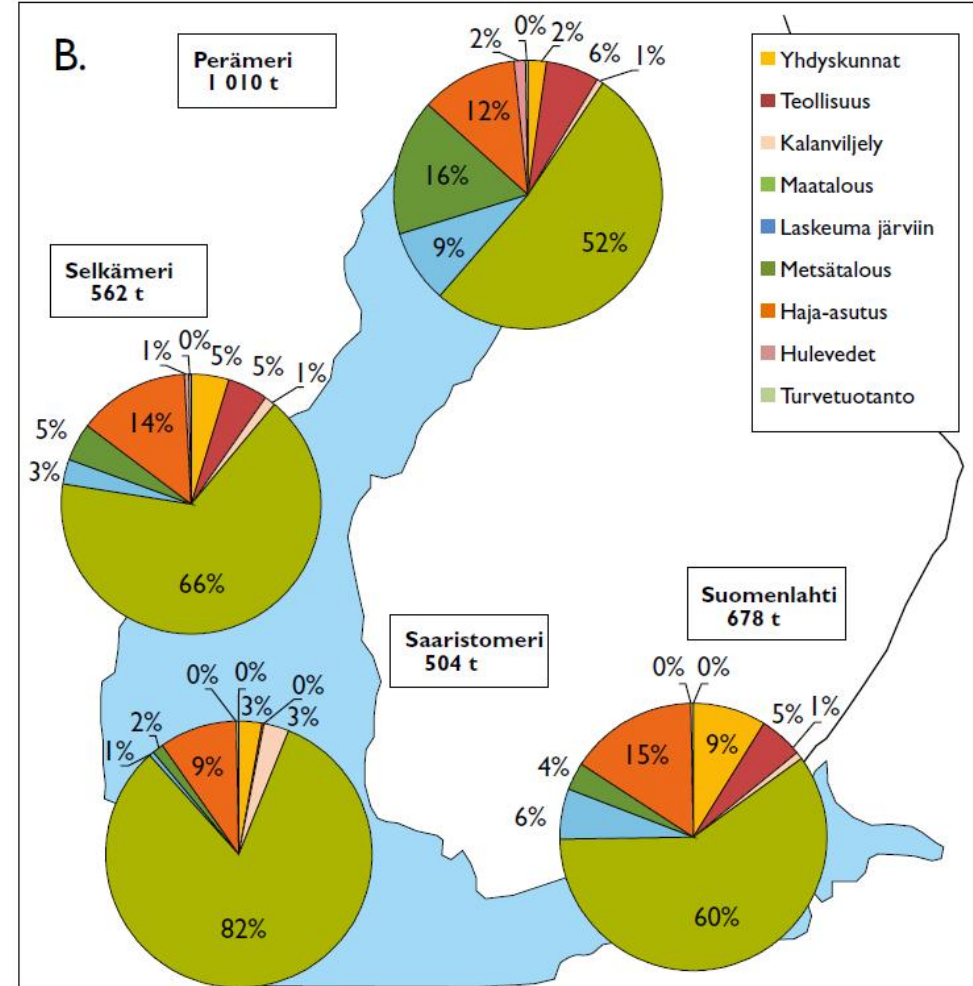 B.
Perämeri
1 010 t
0%
2%
2%
6%
1%
12%
16%
9%
52%
Yhdyskunnat
Teollisuus
Kalanviljely
Maatalous
Laskeuma järviin
Metsätalous
Haja-asutus
Hulevedet
Turvetuotanto
Selkämeri
562 t
1%
0%
5%
5%
1%
14%
5%
3%
66%
Saaristomeri
504 t
0%
0%
0%
3%
3%
2%
1%
9%
82%
Suomenlahti
678 t
0%
0%
9%
5%
1%
15%
4%
6%
60%